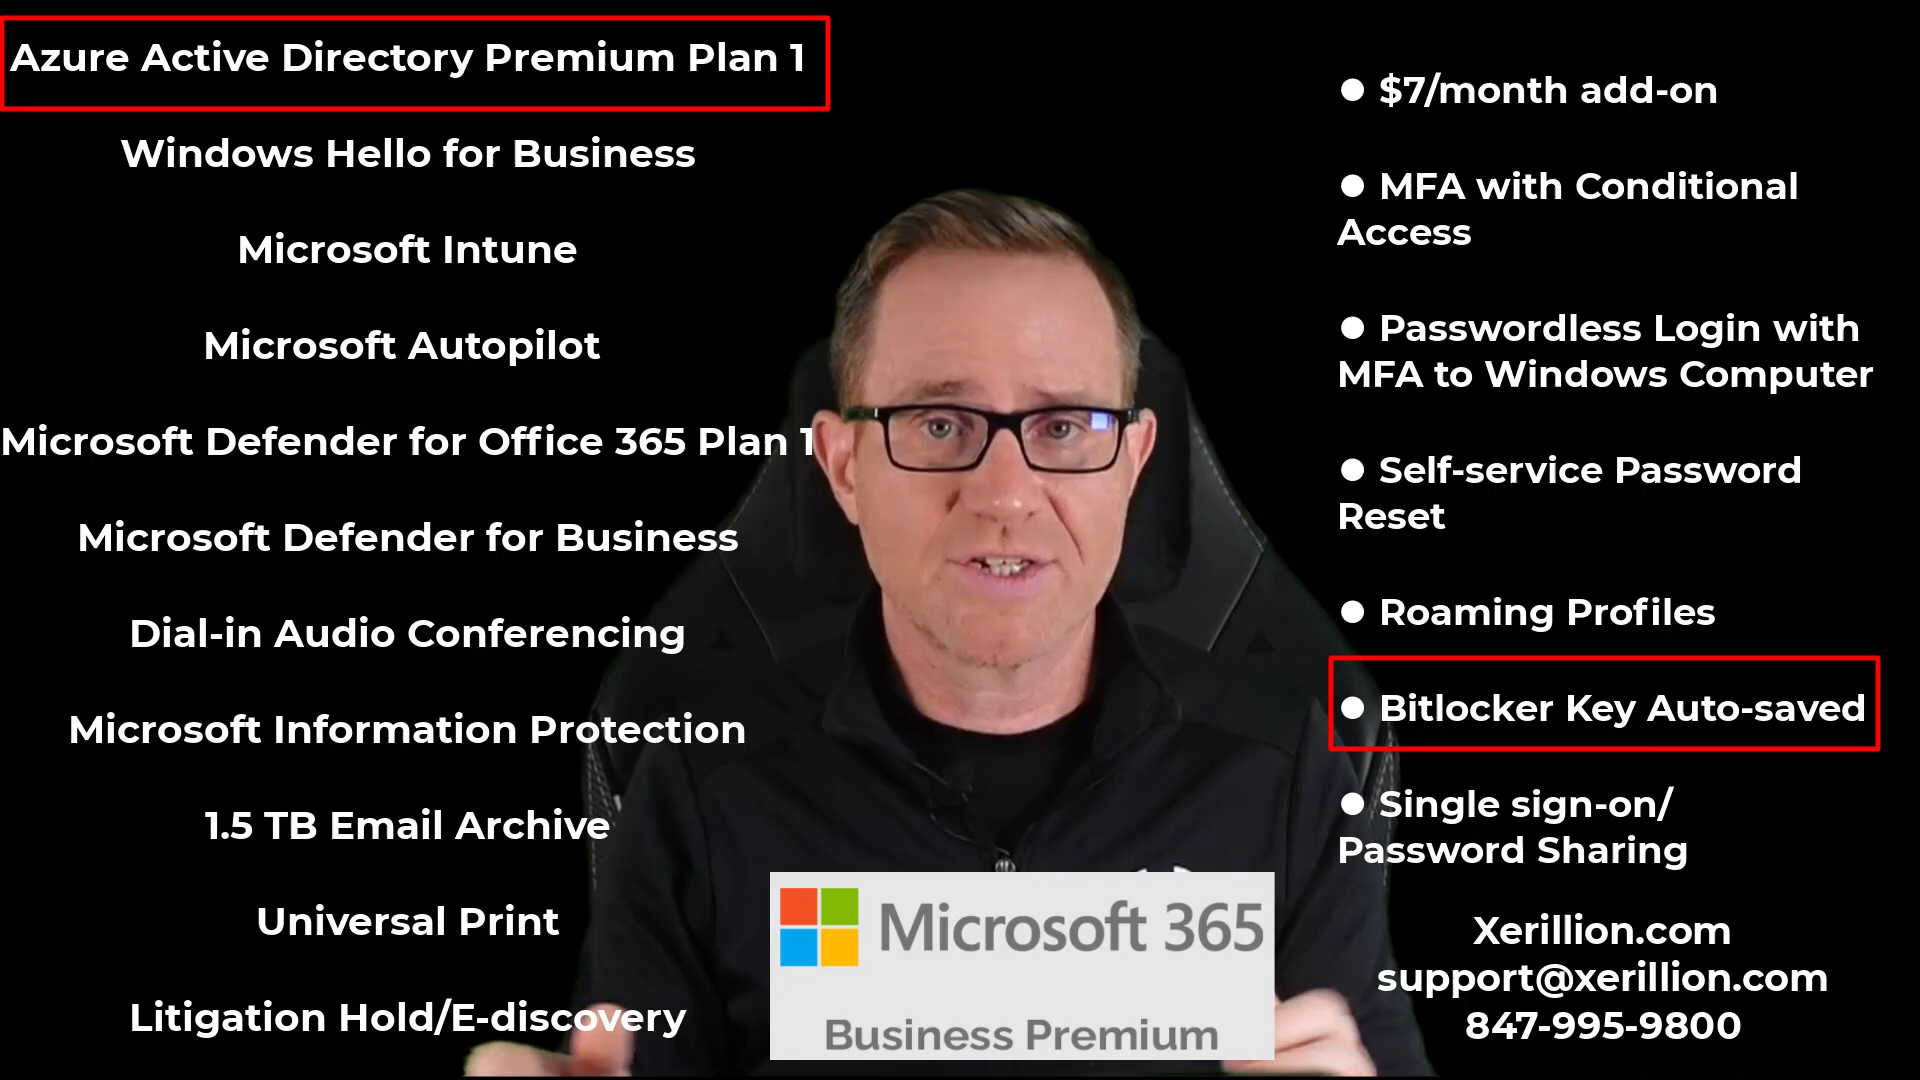 Azure Active Directory Premium Plan 1
Windows Hello for Business
Microsoft Intune
Microsoft Autopilot
Microsoft Defender for Office 365 Plan 1
Microsoft Defender for Business
Dial-in Audio Conferencing
Microsoft Information Protection
1.5 TB Email Archive
Universal Print
Litigation Hold/E-discovery
● $7/month add-on
● MFA with Conditional
Access
● Passwordless Login with
MFA to Windows Computer
● Self-service Password
Reset
● Roaming Profiles
● Bitlocker Key Auto-saved
● Single sign-on/
Password Sharing
Xerillion.com
support@xerillion.com
847-995-9800
Microsoft 365
Business Premium